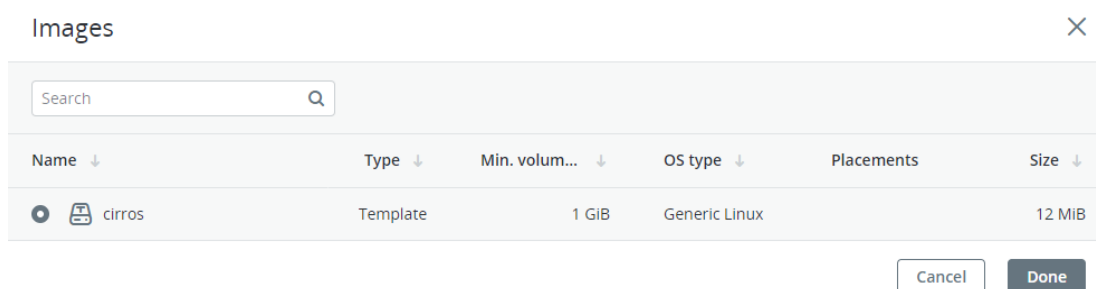 Images
Search
Name Type Min. volum... OS type Placements Size
cirros Template 1 GiB Generic Linux 12 MiB
Cancel Done